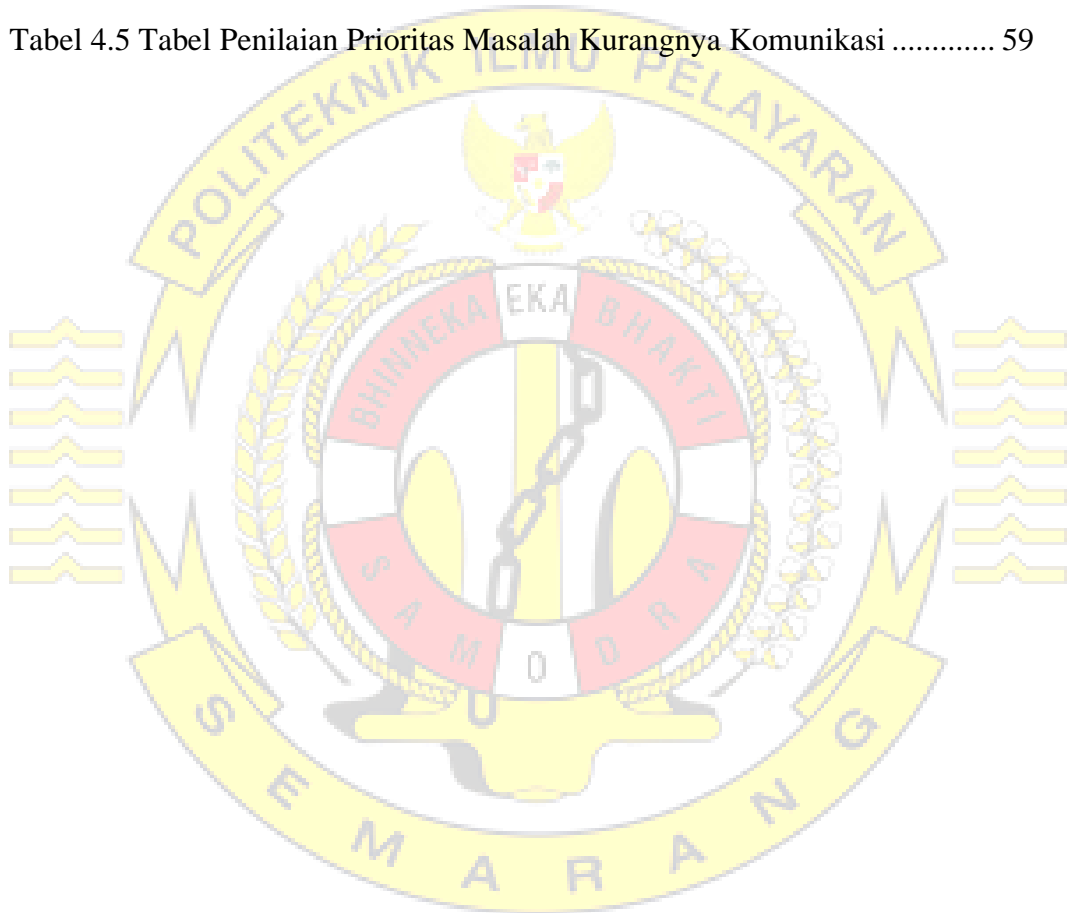 Tabel 4.5 Tabel Penilaian Prioritas Masalah Kurangnya Komunikasi ............. 59
POLITEKNIK ILMU PELAYARAN
BHINNEKA EKA BHAKTI
SAMODRA
SEMARANG